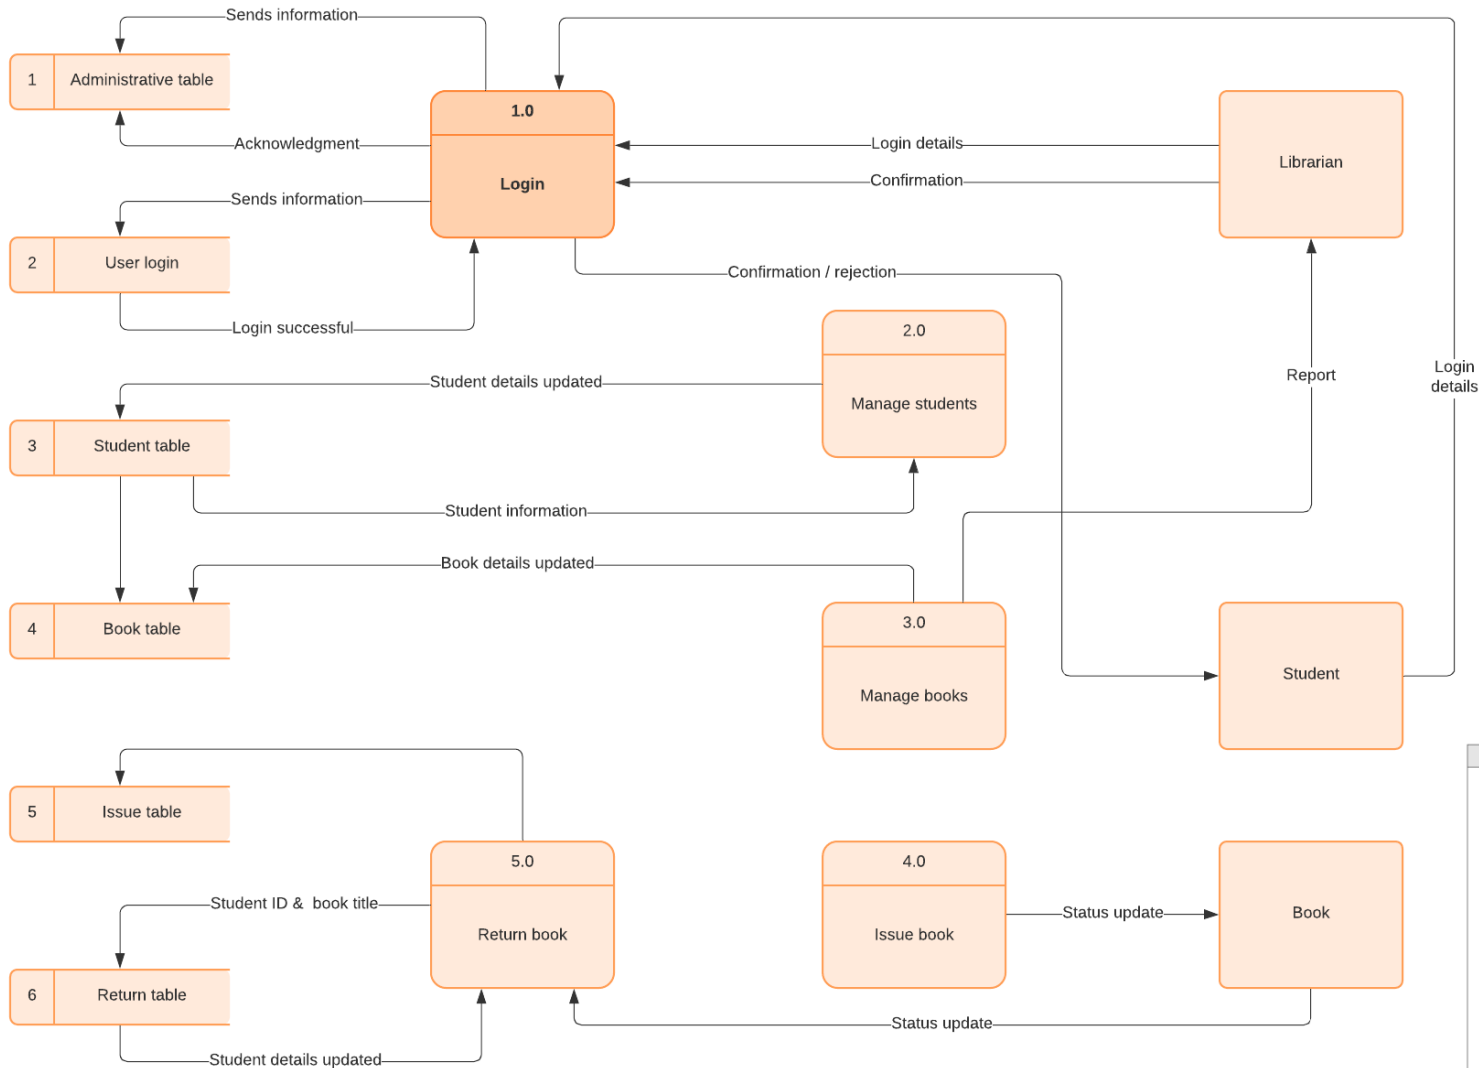 Sends information
1 Administrative table
1.0
Acknowledgment
Login details
Login
Librarian
Confirmation
Sends information
2 User login
Confirmation / rejection
Login successful
2.0
Report
Login
details
Student details updated
Manage students
3 Student table
Student information
Book details updated
4 Book table
3.0
Student
Manage books
5 Issue table
5.0
4.0
Student ID & book title
Status update
Book
Return book
Issue book
6 Return table
Status update
Student details updated